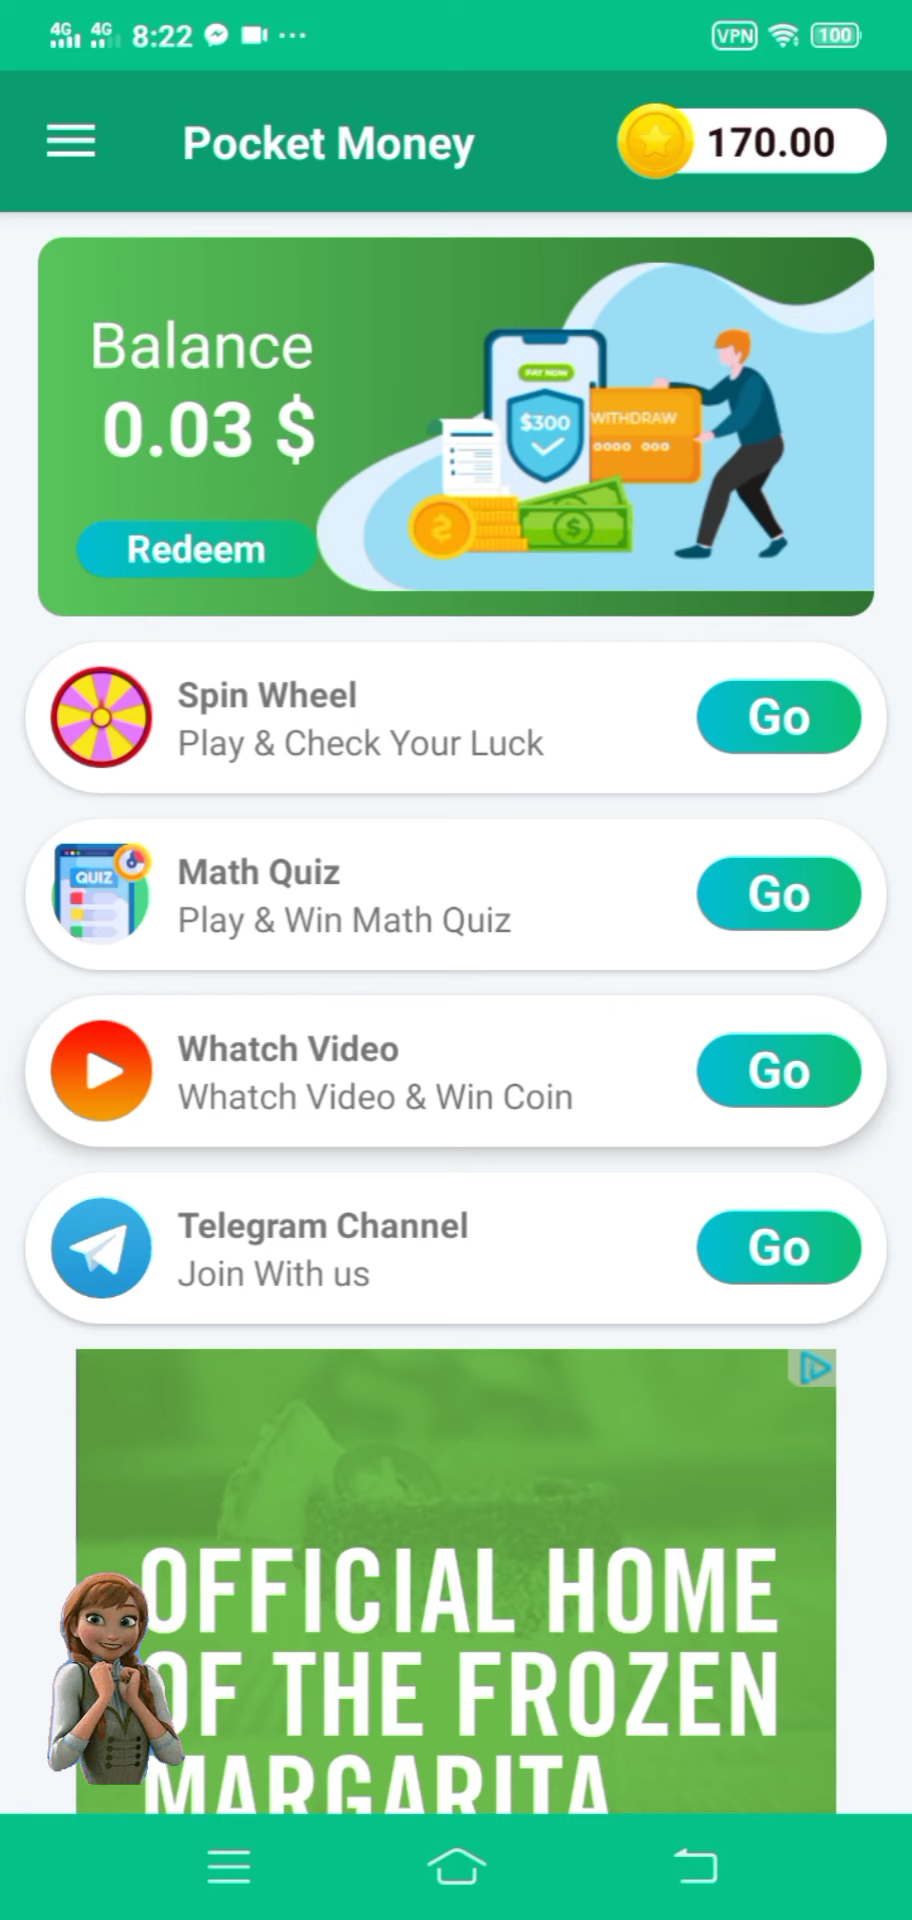 4G 4G 8:22 ... VPN 100
Pocket Money 170.00
Balance
0.03 $
Redeem
PAY NOW
$300
WITHDRAW
Spin Wheel
Play & Check Your Luck
Go
QUIZ
Math Quiz
Play & Win Math Quiz
Go
Whatch Video
Whatch Video & Win Coin
Go
Telegram Channel
Join With us
Go
OFFICIAL HOME
OF THE FROZEN
MARGARITA